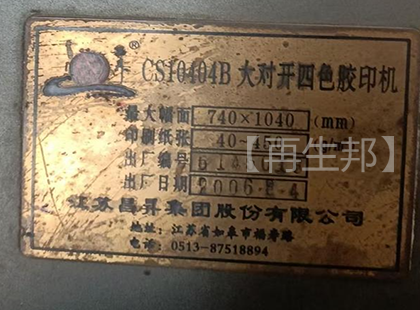 CS10404B 大对开四色胶印机
最大幅面 740×1040 (mm)
印刷纸张 40-450
出厂编号
出厂日期 2006.
江苏昌昇集团股份有限公司
地址: 江苏省如皋市福寿路
电话: 0513-87518894
【再生邦】